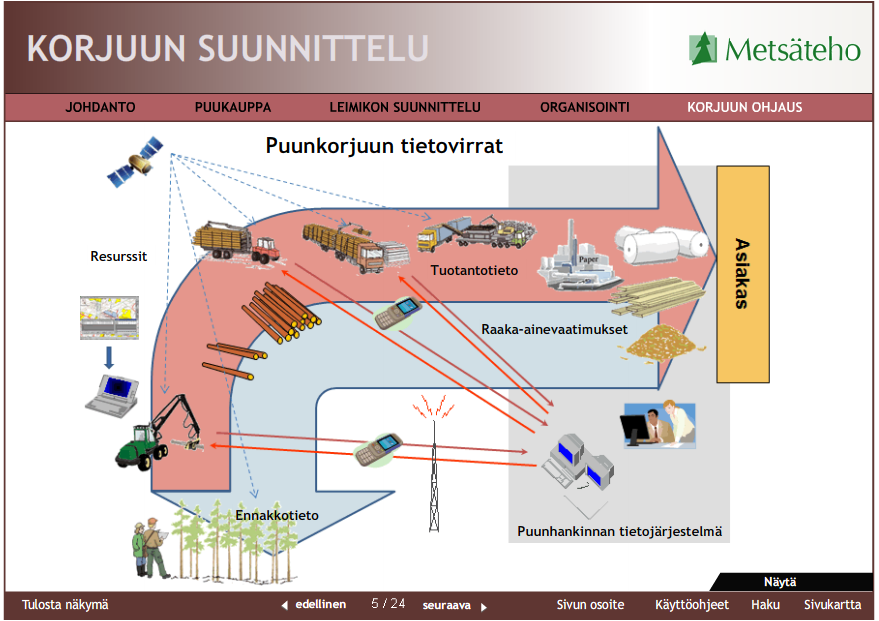 KORJUUN SUUNNITTELU
Metsäteho
JOHDANTO PUUKAUPPA LEIMIKON SUUNNITTELU ORGANISOINTI KORJUUN OHJAUS
Puunkorjuun tietovirrat
Resurssit
Tuotantotieto
Paper
Asiakas
Raaka-ainevaatimukset
Ennakkotieto
Puunhankinnan tietojärjestelmä
Näytä
Tulosta näkymä edellinen 5 / 24 seuraava Sivun osoite Käyttöohjeet Haku Sivukartta